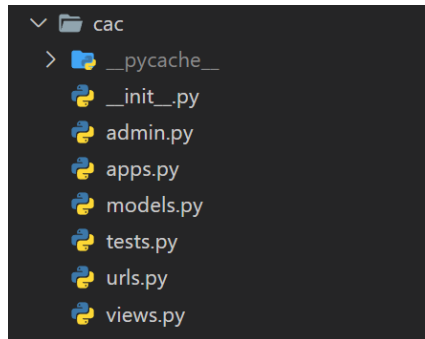 cac
__pycache__
__init__.py
admin.py
apps.py
models.py
tests.py
urls.py
views.py